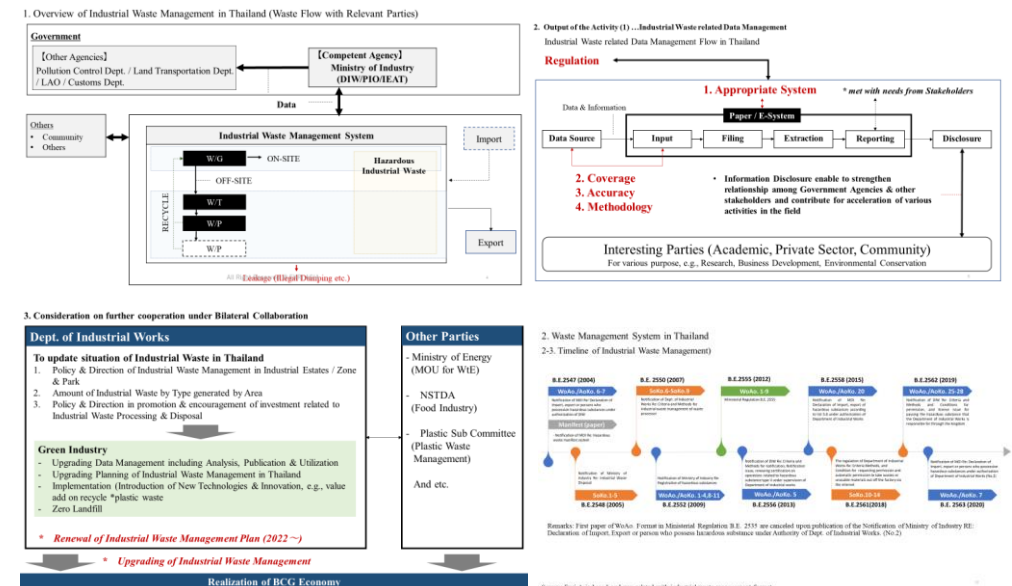 1. Overview of Industrial Waste Management in Thailand (Waste Flow with Relevant Parties)
Government
【Other Agencies】
Pollution Control Dept. / Land Transportation Dept.
/ LAO / Customs Dept.
【Competent Agency】
Ministry of Industry
(DIW/PIO/IEAT)
Data
Others
• Community
• Others
Industrial Waste Management System
W/G
ON-SITE
Hazardous
Industrial Waste
OFF-SITE
RECYCLE
W/T
W/P
W/P
Import
Export
Leakage (Illegal Dumping etc.)
2. Output of the Activity (1) …Industrial Waste related Data Management
Industrial Waste related Data Management Flow in Thailand
Regulation
1. Appropriate System
* met with needs from Stakeholders
Data & Information
Paper / E-System
Data Source
Input
Filing
Extraction
Reporting
Disclosure
2. Coverage
3. Accuracy
4. Methodology
• Information Disclosure enable to strengthen
relationship among Government Agencies & other
stakeholders and contribute for acceleration of various
activities in the field
Interesting Parties (Academic, Private Sector, Community)
For various purpose, e.g., Research, Business Development, Environmental Conservation
3. Consideration on further cooperation under Bilateral Collaboration
Dept. of Industrial Works
To update situation of Industrial Waste in Thailand
1. Policy & Direction of Industrial Waste Management in Industrial Estates / Zone
& Park
2. Amount of Industrial Waste by Type generated by Area
3. Policy & Direction in promotion & encouragement of investment related to
Industrial Waste Processing & Disposal
Green Industry
- Upgrading Data Management including Analysis, Publication & Utilization
- Upgrading Planning of Industrial Waste Management in Thailand
- Implementation (Introduction of New Technologies & Innovation, e.g., value
add on recycle *plastic waste
- Zero Landfill
* Renewal of Industrial Waste Management Plan (2022～)
* Upgrading of Industrial Waste Management
Realization of BCG Economy
Other Parties
- Ministry of Energy
(MOU for WtE)
- NSTDA
(Food Industry)
- Plastic Sub Committee
(Plastic Waste
Management)
And etc.
2. Waste Management System in Thailand
2-3. Timeline of Industrial Waste Management)
B.E.2547 (2004)
B.E. 2550 (2007)
B.E.2555 (2012)
B.E.2558 (2015)
B.E.2562 (2019)
WoAo./AoKo. 6-7
WoAo. 1-9
WoAo./AoKo. 20
WoAo./AoKo. 25-28
Manifest (paper)
SoKo.1-5
WoAo./AoKo. 1-4,8-11
WoAo./AoKo. 5
SoKo.10-14
WoAo./AoKo. 7
B.E.2548 (2005)
B.E.2552 (2009)
B.E.2556 (2013)
B.E.2561(2018)
B.E. 2563 (2020)
Remarks: First paper of WoAo. Format in Ministerial Regulation B.E. 2535 are canceled upon publication of the Notification of Ministry of Industry RE:
Declaration of Import, Export or person who possess hazardous substance under Authority of Dept. of Industrial Works. (No.2)